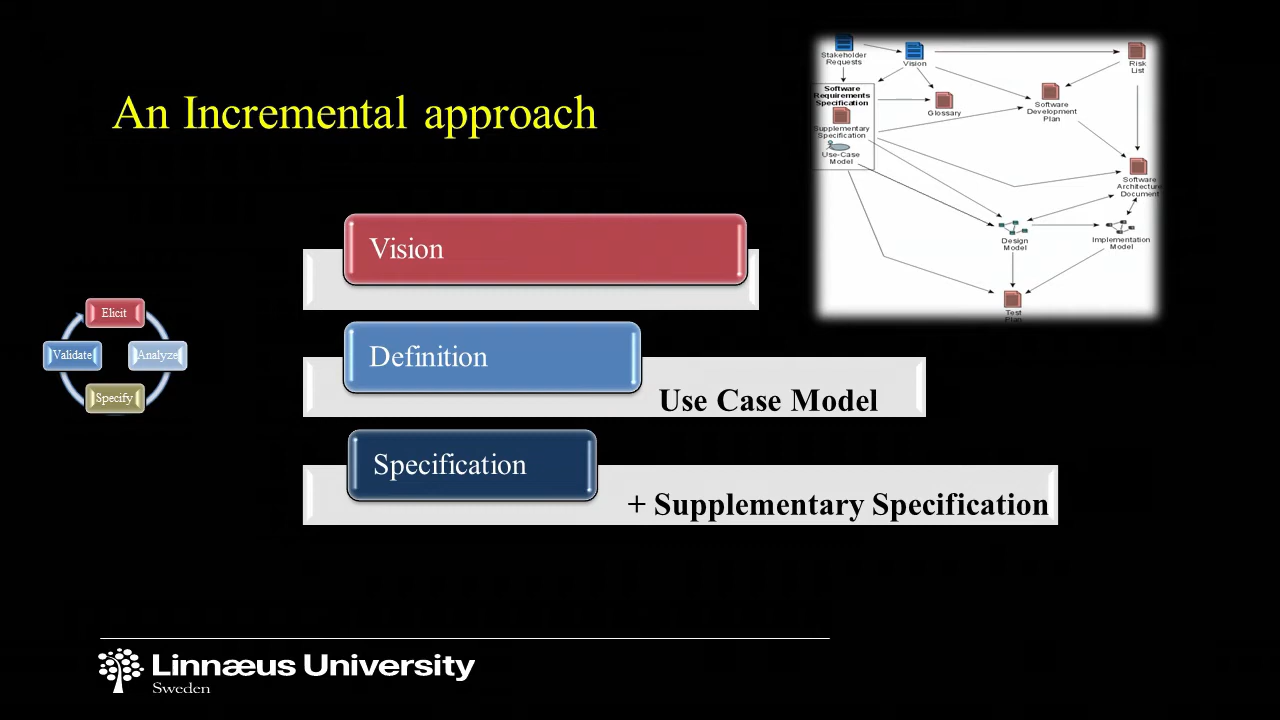 An Incremental approach
Stakeholder
Requests
Vision
Risk
List
Software
Requirements
Specification
Glossary
Software
Development
Plan
Supplementary
Specification
Use-Case
Model
Software
Architecture
Document
Design
Model
Implementation
Model
Test
Plan
Vision
Elicit
Validate
Analyze
Specify
Definition
Use Case Model
Specification
+ Supplementary Specification
Linnæus University
Sweden